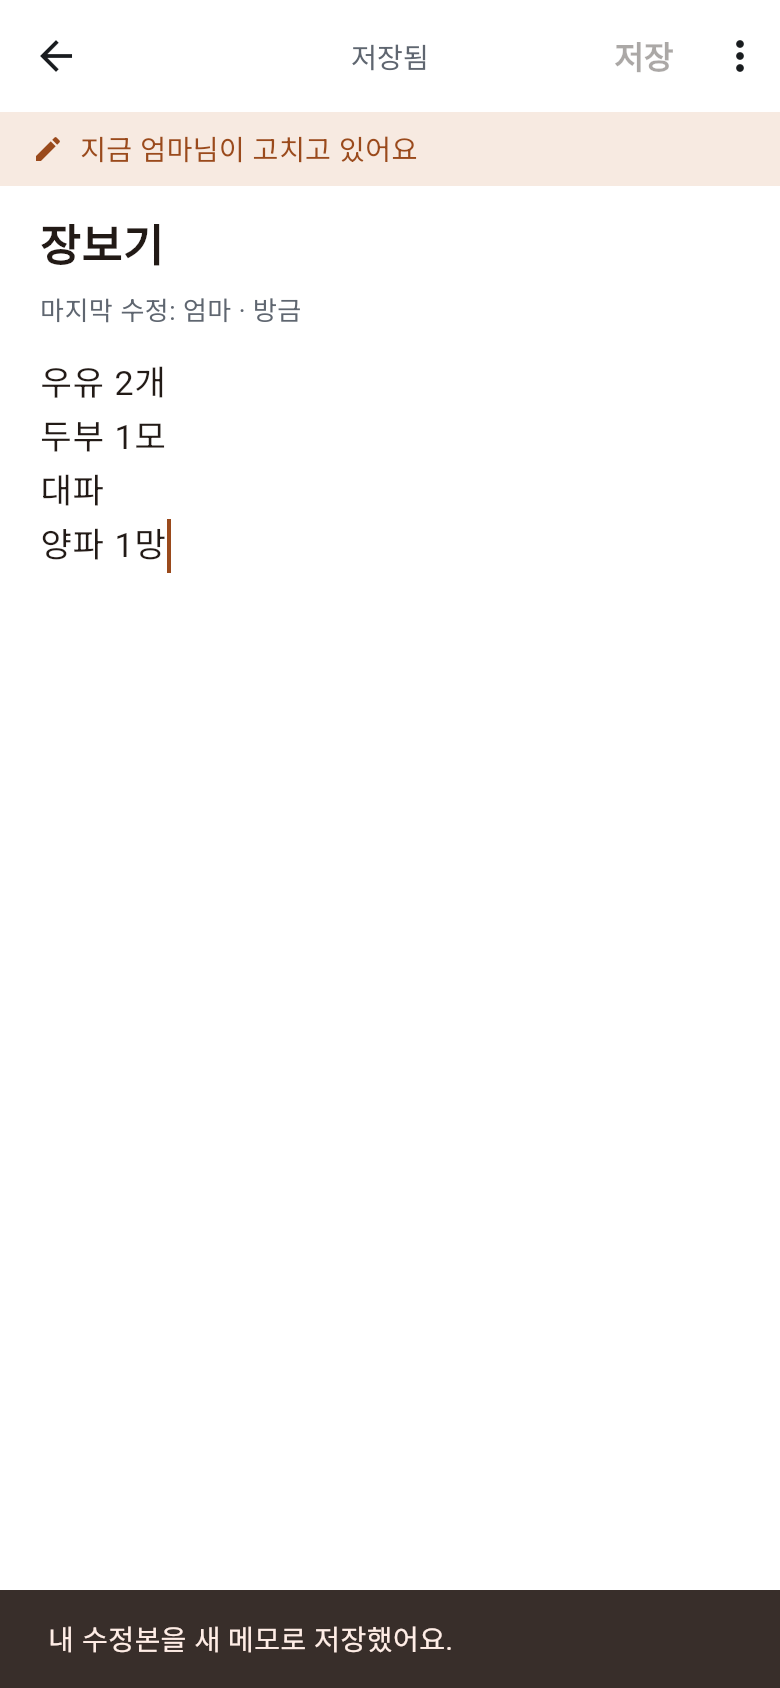 저장됨
저장
지금 엄마님이 고치고 있어요
장보기
마지막 수정: 엄마 · 방금
우유 2개
두부 1모
대파
양파 1망
내 수정본을 새 메모로 저장했어요.